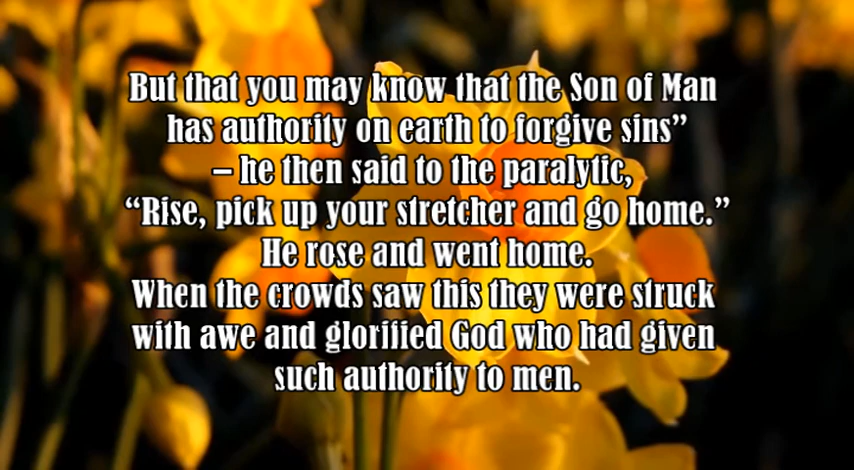 But that you may know that the Son of Man
has authority on earth to forgive sins”
– he then said to the paralytic,
“Rise, pick up your stretcher and go home.”
He rose and went home.
When the crowds saw this they were struck
with awe and glorified God who had given
such authority to men.